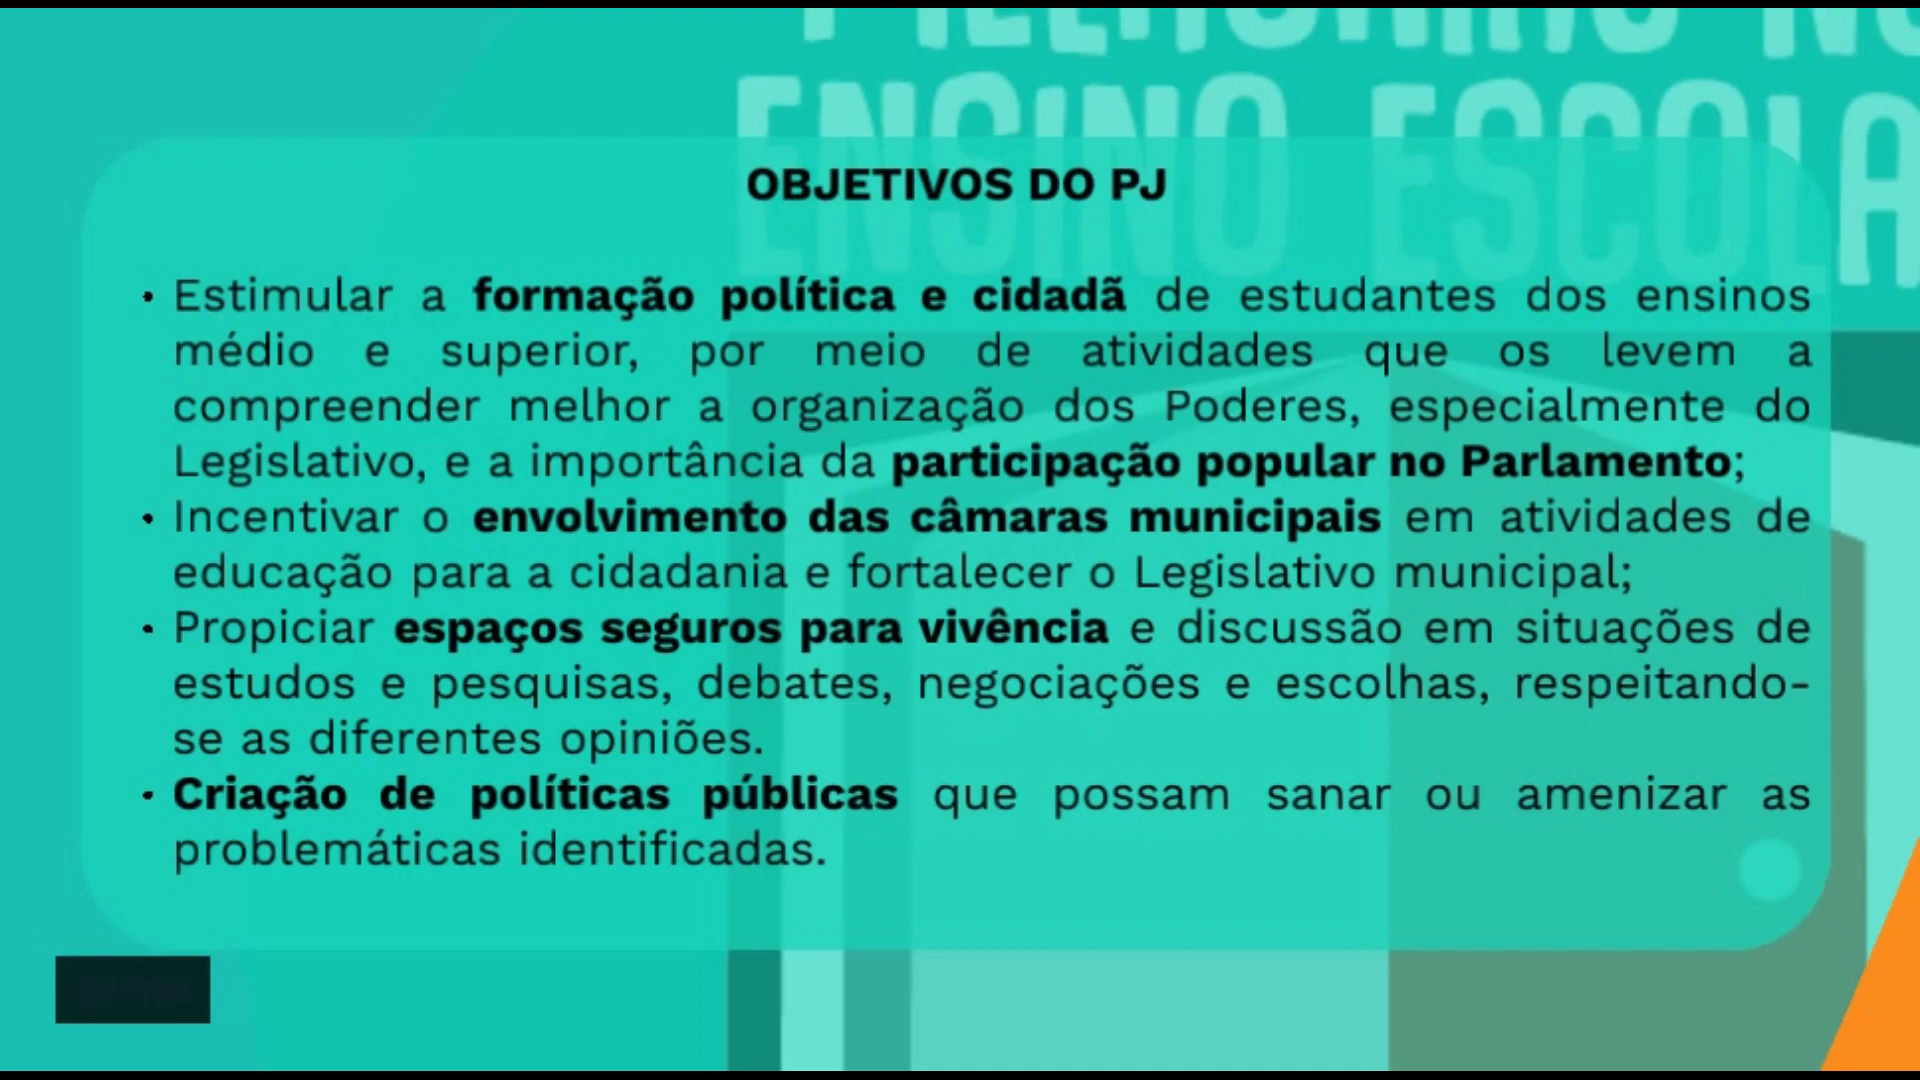 ENSINO ESCOLA
OBJETIVOS DO PJ
• Estimular a formação política e cidadã de estudantes dos ensinos
médio e superior, por meio de atividades que os levem a
compreender melhor a organização dos Poderes, especialmente do
Legislativo, e a importância da participação popular no Parlamento;
• Incentivar o envolvimento das câmaras municipais em atividades de
educação para a cidadania e fortalecer o Legislativo municipal;
• Propiciar espaços seguros para vivência e discussão em situações de
estudos e pesquisas, debates, negociações e escolhas, respeitando-
se as diferentes opiniões.
• Criação de políticas públicas que possam sanar ou amenizar as
problemáticas identificadas.